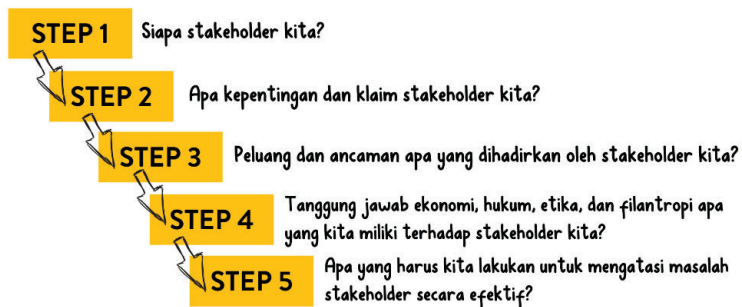 STEP 1
Siapa stakeholder kita?
STEP 2
Apa kepentingan dan klaim stakeholder kita?
STEP 3
Peluang dan ancaman apa yang dihadirkan oleh stakeholder kita?
STEP 4
Tanggung jawab ekonomi, hukum, etika, dan filantropi apa
yang kita miliki terhadap stakeholder kita?
STEP 5
Apa yang harus kita lakukan untuk mengatasi masalah
stakeholder secara efektif?